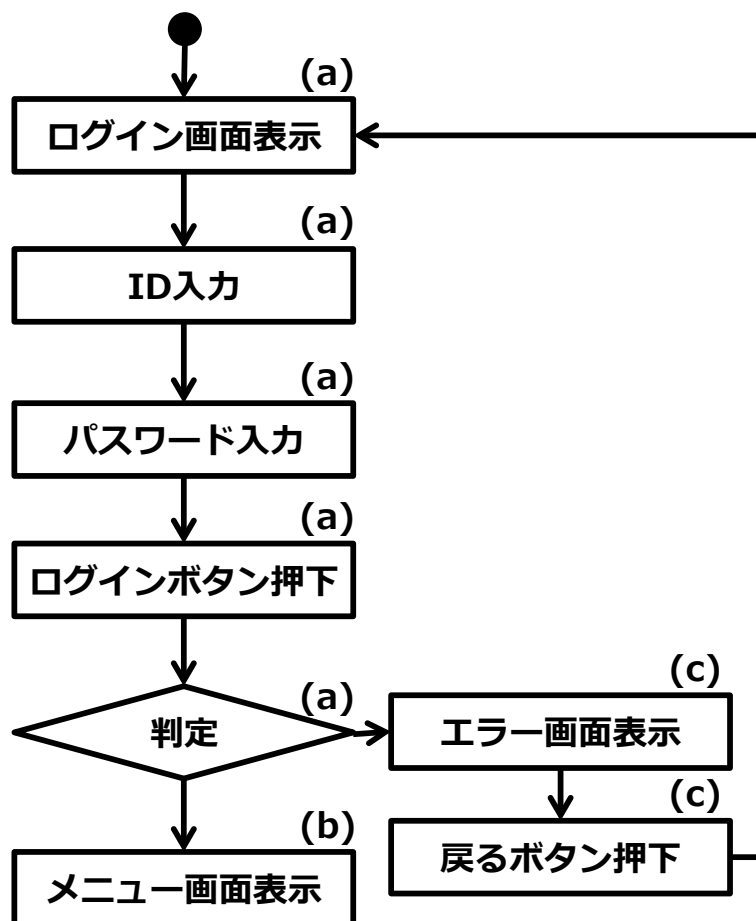 (a)
ログイン画面表示
(a)
ID入力
(a)
パスワード入力
(a)
ログインボタン押下
(a)
判定
(c)
エラー画面表示
(c)
戻るボタン押下
(b)
メニュー画面表示